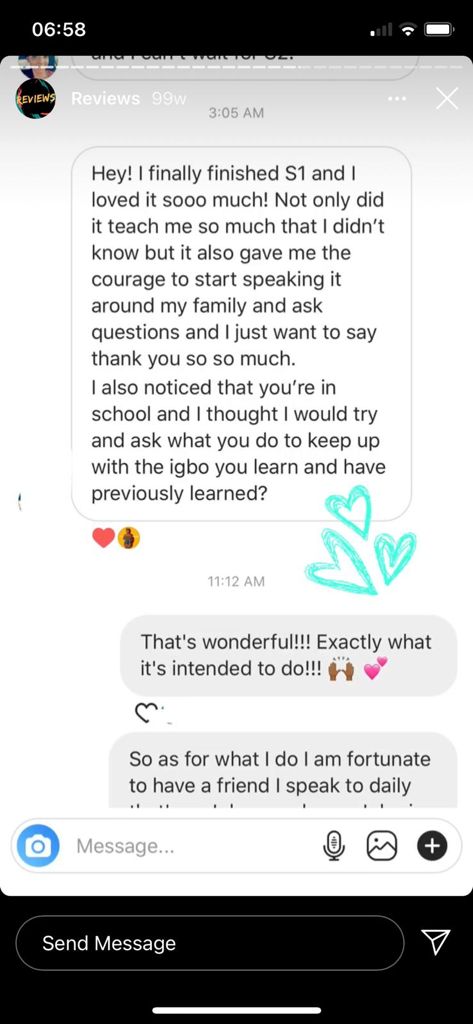 06:58
and I can't wait for S2!
REVIEWS
Reviews 99w
3:05 AM
Hey! I finally finished S1 and I
loved it sooo much! Not only did
it teach me so much that I didn't
know but it also gave me the
courage to start speaking it
around my family and ask
questions and I just want to say
thank you so so much.
I also noticed that you're in
school and I thought I would try
and ask what you do to keep up
with the igbo you learn and have
previously learned?
11:12 AM
That's wonderful!!! Exactly what
it's intended to do!!! 🙌🏾 💕
So as for what I do I am fortunate
to have a friend I speak to daily
Message...
Send Message